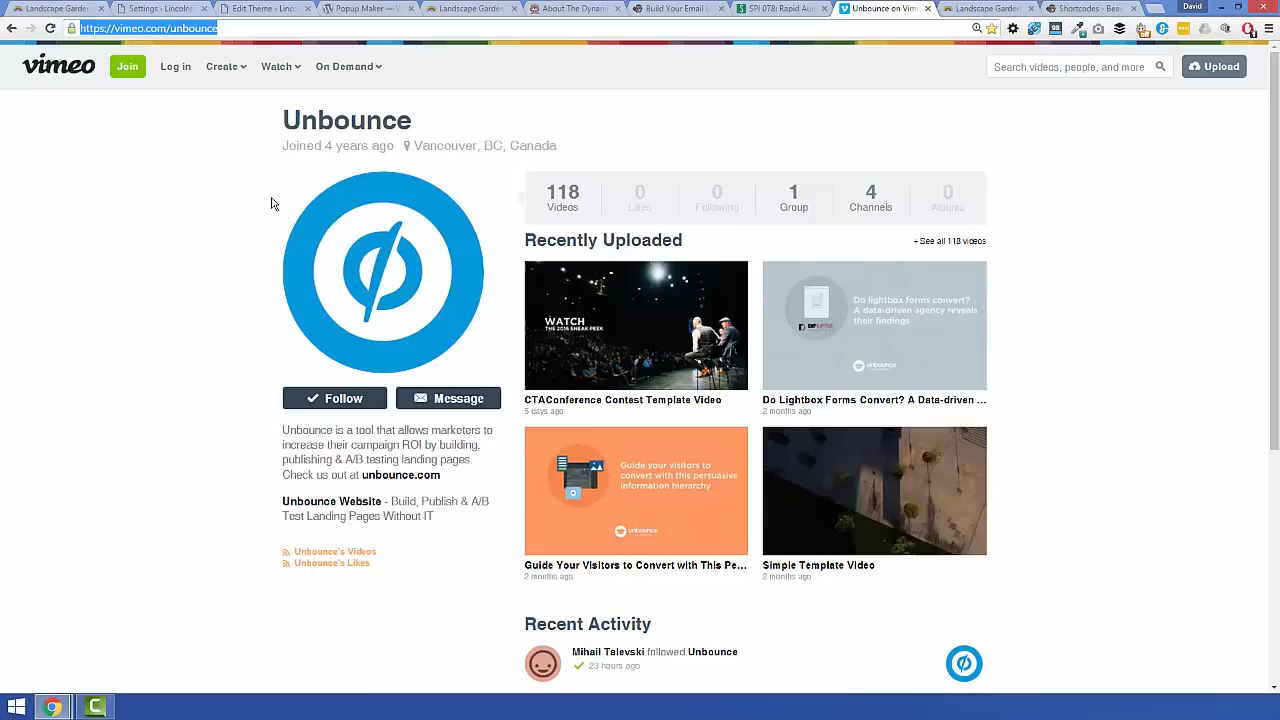 Landscape Garden
Settings ‹ Lincolns
Edit Theme ‹ Linco
Popup Maker — W
Landscape Garden
About The Dynami
Build Your Email Li
SPI 078: Rapid Au
Unbounce on Vim
Landscape Garden
Shortcodes - Bea
David
https://vimeo.com/unbounce
vimeo
Join
Log in
Create
Watch
On Demand
Search videos, people, and more
Upload
Unbounce
Joined 4 years ago
Vancouver, BC, Canada
118
Videos
0
Likes
0
Following
1
Group
4
Channels
0
Albums
Recently Uploaded
+ See all 118 videos
WATCH
THE 2016 SNEAK PEEK
Do lightbox forms convert?
A data-driven agency reveals
their findings
unbounce
CTAConference Contest Template Video
5 days ago
Do Lightbox Forms Convert? A Data-driven ...
2 months ago
Follow
Message
Unbounce is a tool that allows marketers to
increase their campaign ROI by building,
publishing & A/B testing landing pages.
Check us out at unbounce.com
Unbounce Website - Build, Publish & A/B
Test Landing Pages Without IT
Unbounce's Videos
Unbounce's Likes
Guide your visitors to
convert with this persuasive
information hierarchy
unbounce
Guide Your Visitors to Convert with This Pe...
2 months ago
Simple Template Video
2 months ago
Recent Activity
Mihail Talevski followed Unbounce
23 hours ago